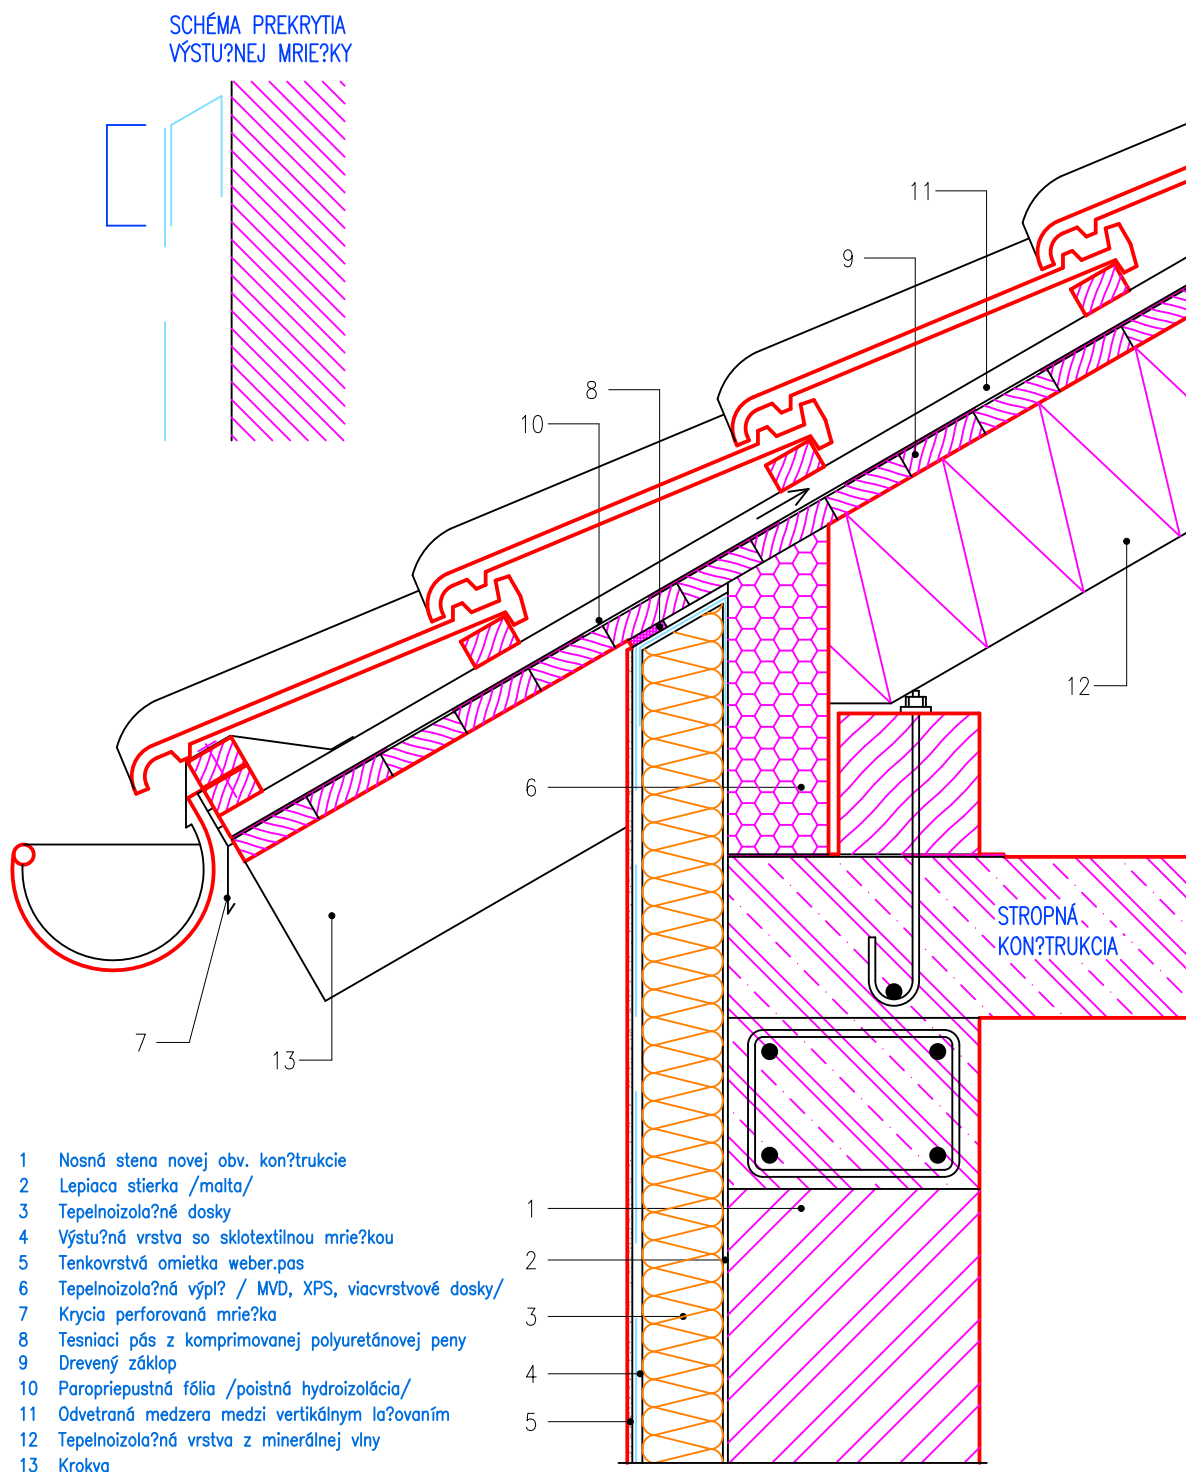 SCHÉMA PREKRYTIA
VÝSTU?NEJ MRIE?KY
11
9
8
10
12
6
STROPNÁ
KON?TRUKCIA
7
13
1
2
3
4
5
1 Nosná stena novej obv. kon?trukcie
2 Lepiaca stierka /malta/
3 Tepelnoizola?né dosky
4 Výstu?ná vrstva so sklotextilnou mrie?kou
5 Tenkovrstvá omietka weber.pas
6 Tepelnoizola?ná výpl? / MVD, XPS, viacvrstvové dosky/
7 Krycia perforovaná mrie?ka
8 Tesniaci pás z komprimovanej polyuretánovej peny
9 Drevený záklop
10 Paropriepustná fólia /poistná hydroizolácia/
11 Odvetraná medzera medzi vertikálnym la?ovaním
12 Tepelnoizola?ná vrstva z minerálnej vlny
13 Krokva